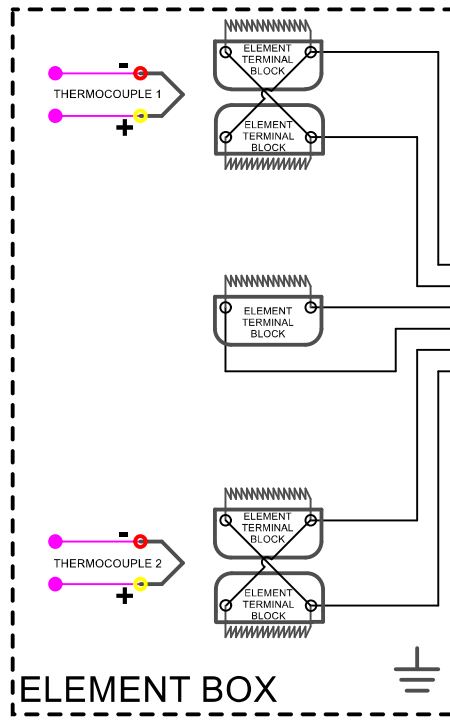 ELEMENT
TERMINAL
BLOCK
-
THERMOCOUPLE 1
+
ELEMENT
TERMINAL
BLOCK
ELEMENT
TERMINAL
BLOCK
ELEMENT
TERMINAL
BLOCK
-
THERMOCOUPLE 2
+
ELEMENT
TERMINAL
BLOCK
ELEMENT BOX